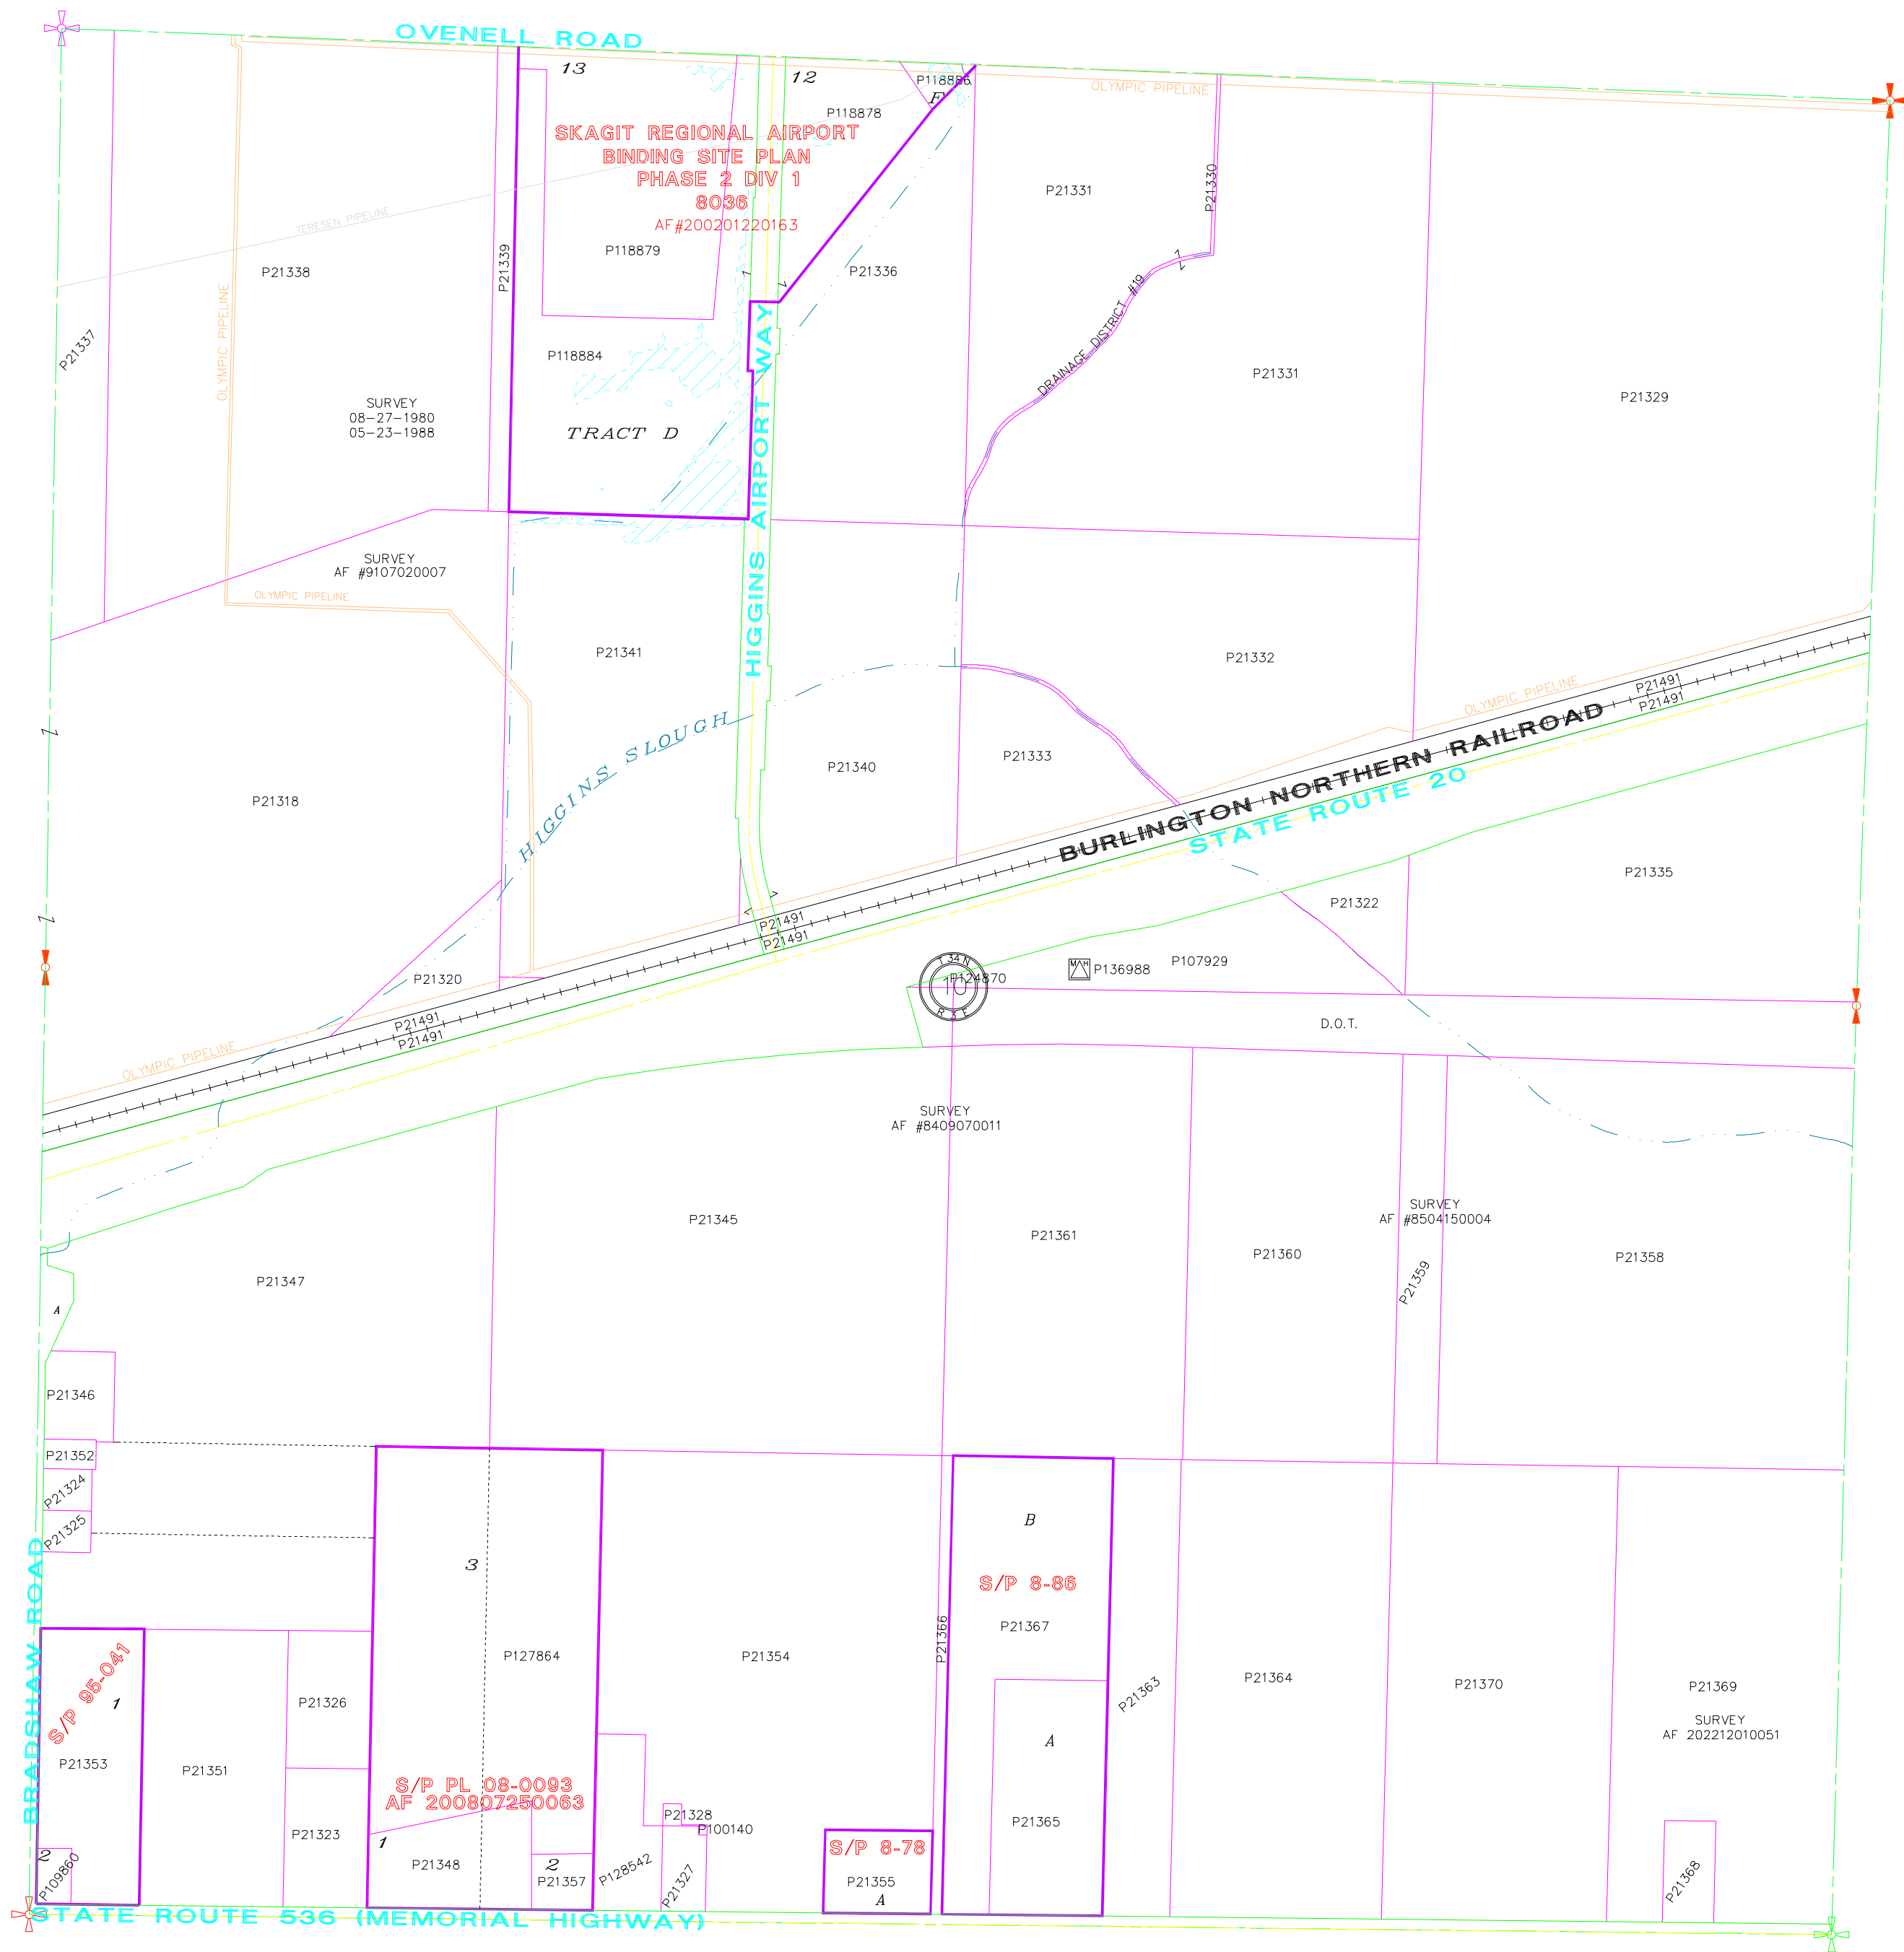 OVENELL ROAD
13
12
P118886
F
OLYMPIC PIPELINE
P118878
SKAGIT REGIONAL AIRPORT
BINDING SITE PLAN
PHASE 2 DIV 1
8036
AF#200201220163
P21331
P21330
TERESEN PIPELINE
P21338
P21339
P118879
P21336
DRAINAGE DISTRICT #19
P21337
OLYMPIC PIPELINE
P118884
P21331
P21329
SURVEY
08-27-1980
05-23-1988
TRACT D
HIGGINS AIRPORT WAY
SURVEY
AF #9107020007
OLYMPIC PIPELINE
P21341
P21332
OLYMPIC PIPELINE
P21491
P21491
HIGGINS SLOUGH
P21340
P21333
P21318
BURLINGTON NORTHERN RAILROAD
STATE ROUTE 20
P21335
P21322
P21491
P21491
P21320
T 34 N
P124870
10
R 3 E
M H
P136988
P107929
D.O.T.
P21491
P21491
OLYMPIC PIPELINE
SURVEY
AF #8409070011
P21345
P21361
P21360
P21359
SURVEY
AF #8504150004
P21358
P21347
A
P21346
P21352
P21324
P21325
BRADSHAW ROAD
3
B
S/P 8-86
P21367
P21366
S/P 95-041
1
P21353
P21351
P21326
P127864
P21354
P21363
P21364
P21370
P21369
SURVEY
AF 202212010051
A
S/P PL 08-0093
AF 200807250063
P21323
1
P21348
2
P21357
P128542
P21328
P100140
P21327
S/P 8-78
P21355
A
P21365
P21368
2
P109860
STATE ROUTE 536 (MEMORIAL HIGHWAY)